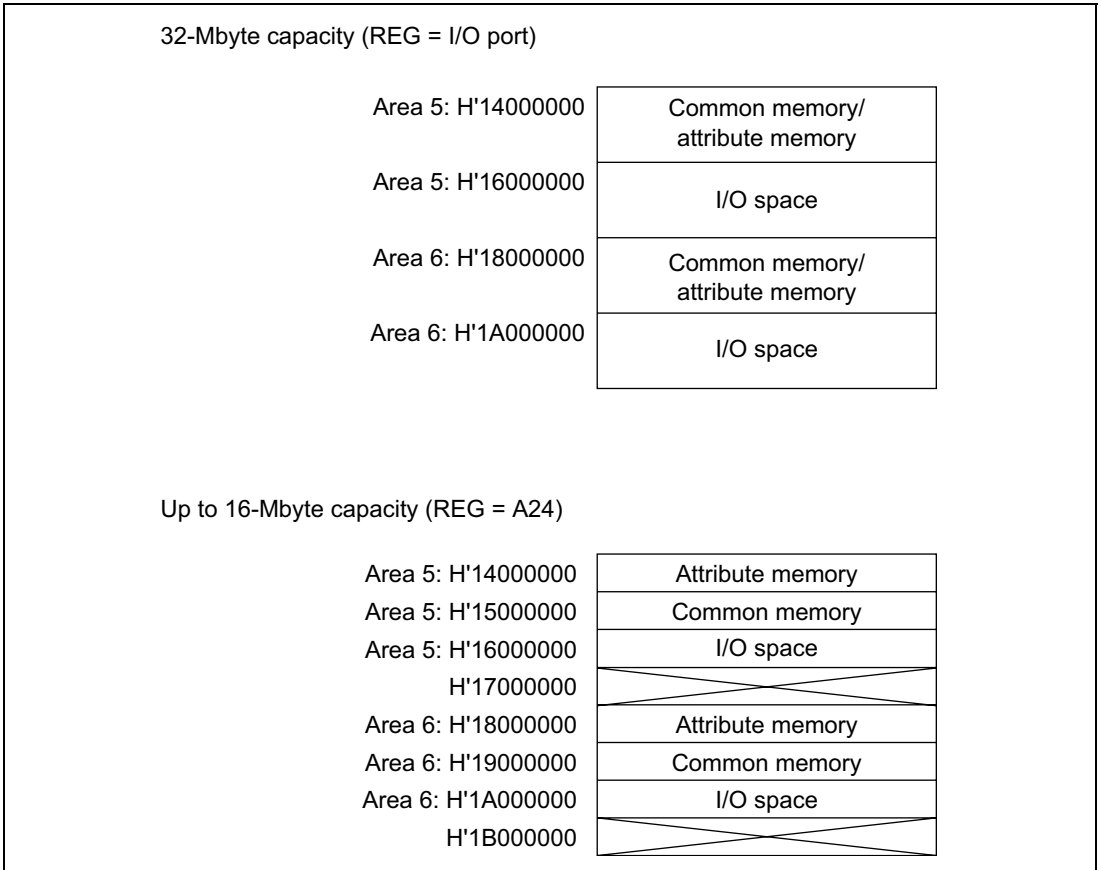 32-Mbyte capacity (REG = I/O port)
Area 5: H'14000000
Common memory/
attribute memory
Area 5: H'16000000
I/O space
Area 6: H'18000000
Common memory/
attribute memory
Area 6: H'1A000000
I/O space
Up to 16-Mbyte capacity (REG = A24)
Area 5: H'14000000 Attribute memory
Area 5: H'15000000 Common memory
Area 5: H'16000000 I/O space
H'17000000
Area 6: H'18000000 Attribute memory
Area 6: H'19000000 Common memory
Area 6: H'1A000000 I/O space
H'1B000000